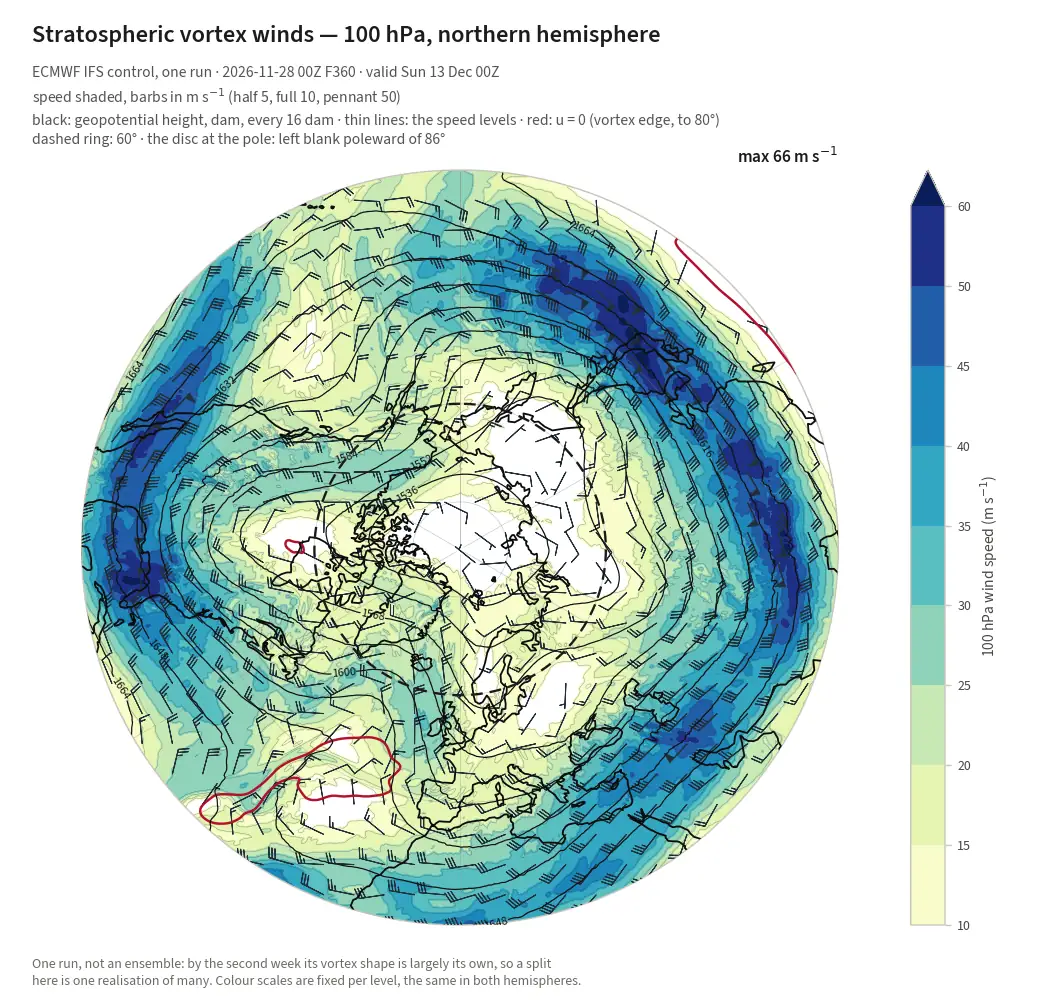 Stratospheric vortex winds — 100 hPa, northern hemisphere
ECMWF IFS control, one run · 2026-11-28 00Z F360 · valid Sun 13 Dec 00Z
speed shaded, barbs in m s⁻¹ (half 5, full 10, pennant 50)
black: geopotential height, dam, every 16 dam · thin lines: the speed levels · red: u = 0 (vortex edge, to 80°)
dashed ring: 60° · the disc at the pole: left blank poleward of 86°
max 66 m s⁻¹
1664
1664
1632
1616
1584
1552
1536
1568
1648
1600
1664
1648
60
50
45
40
35
30
25
20
15
10
100 hPa wind speed (m s⁻¹)
One run, not an ensemble: by the second week its vortex shape is largely its own, so a split
here is one realisation of many. Colour scales are fixed per level, the same in both hemispheres.